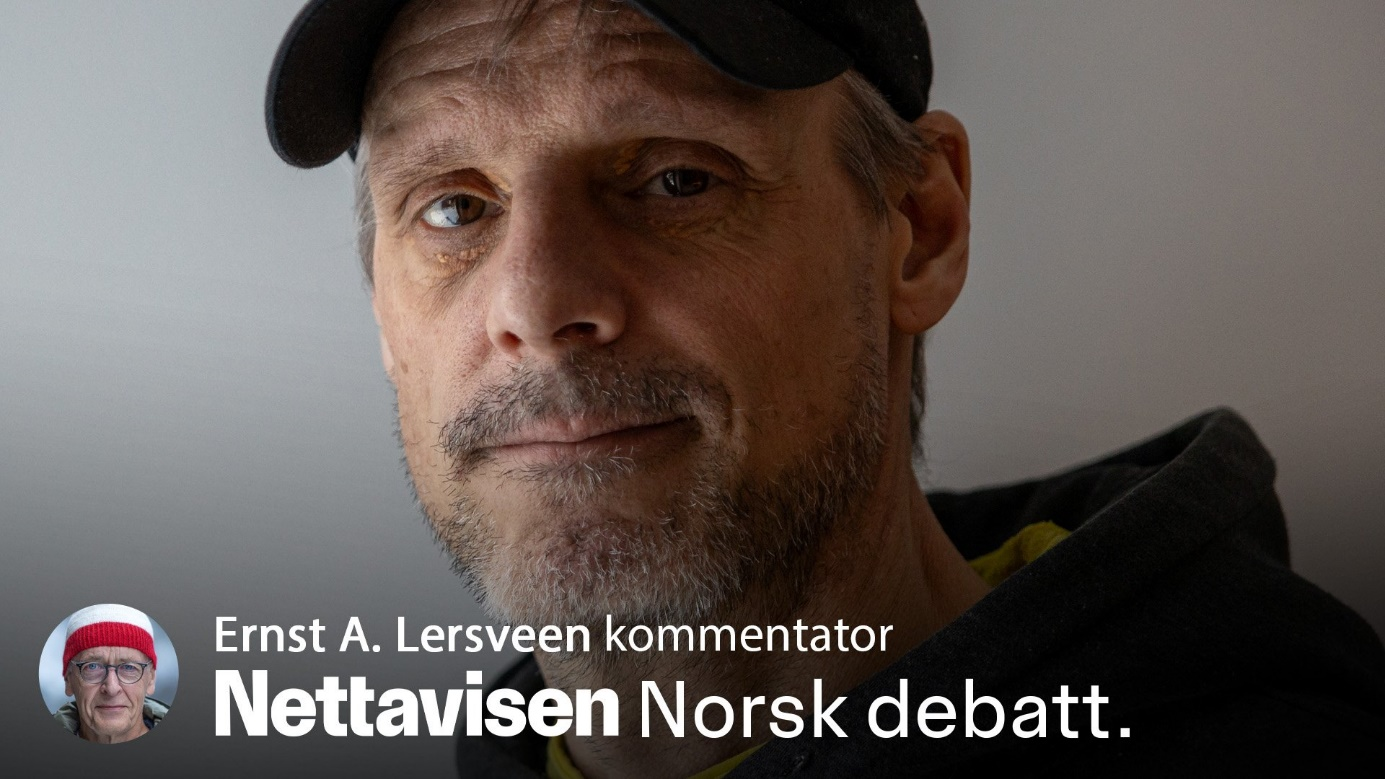 Ernst A. Lersveen kommentator
Nettavisen Norsk debatt.